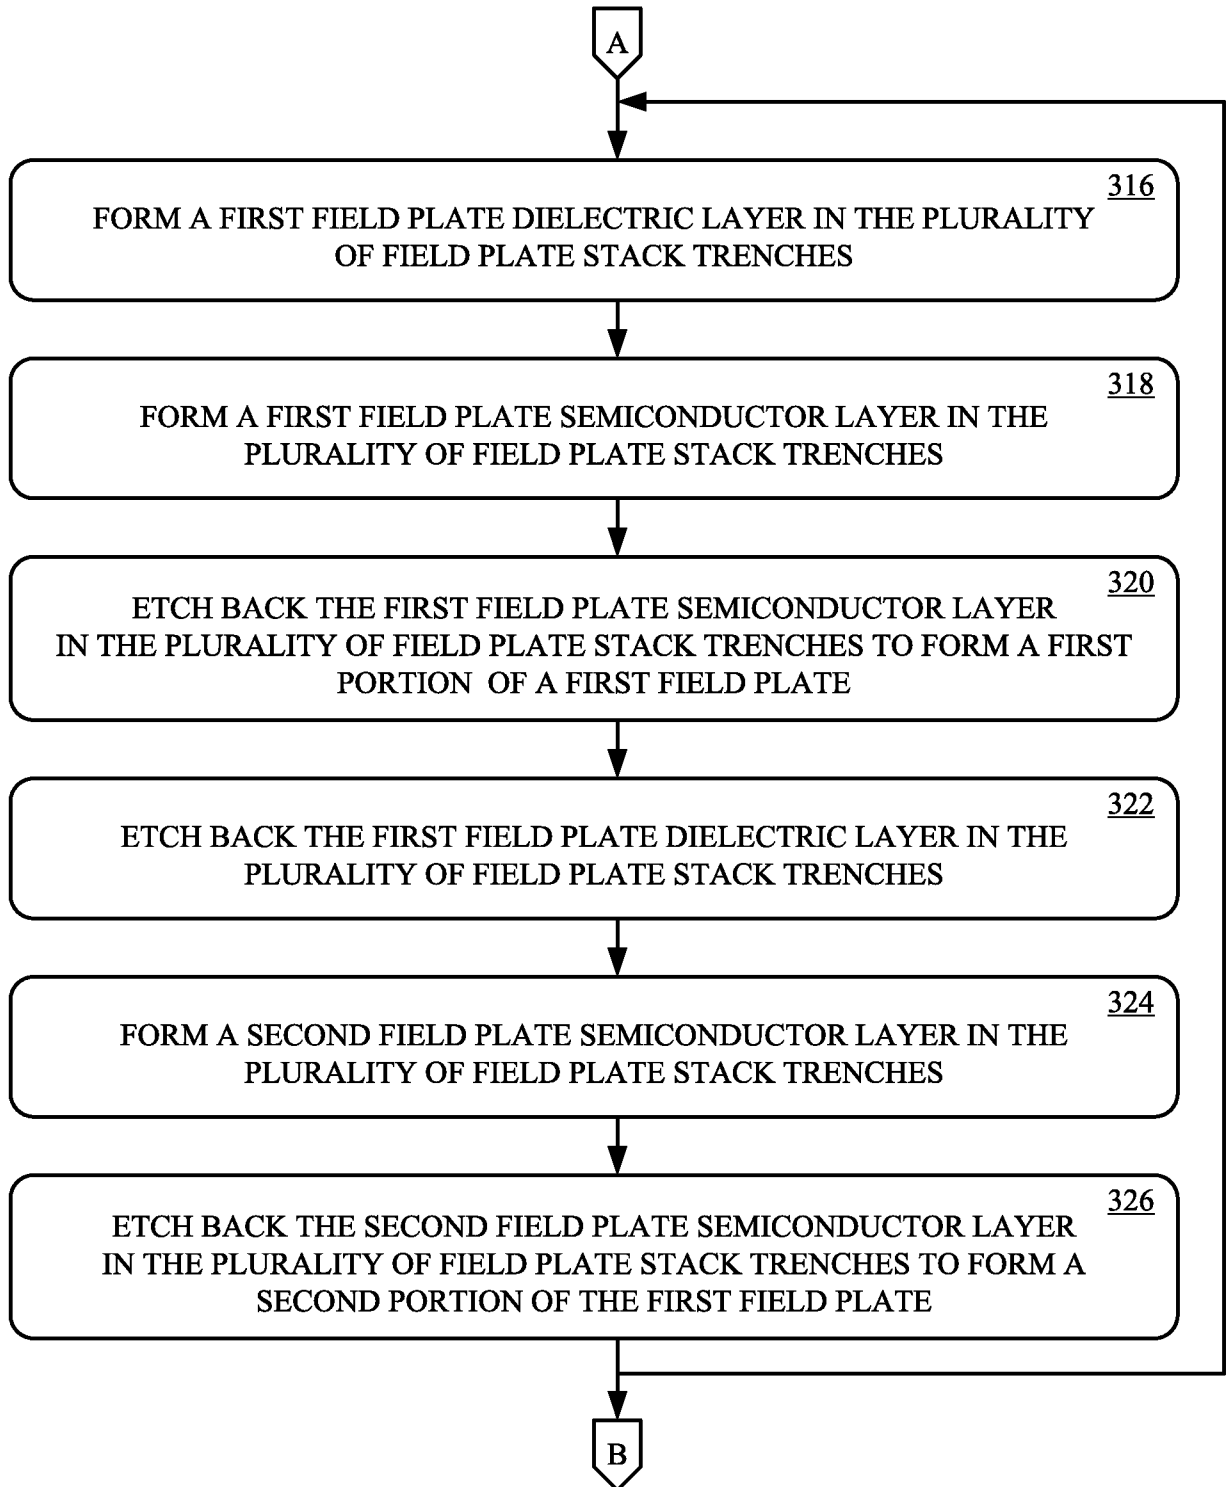 A
316
FORM A FIRST FIELD PLATE DIELECTRIC LAYER IN THE PLURALITY
OF FIELD PLATE STACK TRENCHES
318
FORM A FIRST FIELD PLATE SEMICONDUCTOR LAYER IN THE
PLURALITY OF FIELD PLATE STACK TRENCHES
320
ETCH BACK THE FIRST FIELD PLATE SEMICONDUCTOR LAYER
IN THE PLURALITY OF FIELD PLATE STACK TRENCHES TO FORM A FIRST
PORTION OF A FIRST FIELD PLATE
322
ETCH BACK THE FIRST FIELD PLATE DIELECTRIC LAYER IN THE
PLURALITY OF FIELD PLATE STACK TRENCHES
324
FORM A SECOND FIELD PLATE SEMICONDUCTOR LAYER IN THE
PLURALITY OF FIELD PLATE STACK TRENCHES
326
ETCH BACK THE SECOND FIELD PLATE SEMICONDUCTOR LAYER
IN THE PLURALITY OF FIELD PLATE STACK TRENCHES TO FORM A
SECOND PORTION OF THE FIRST FIELD PLATE
B